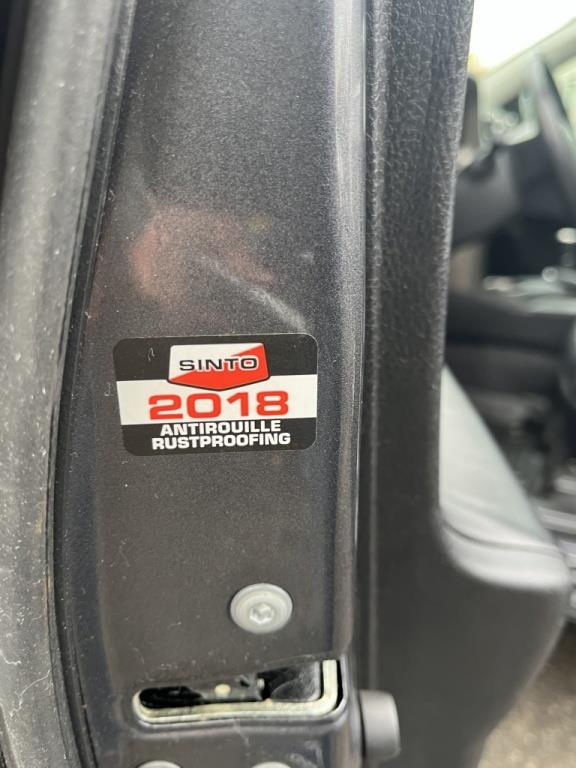 SINTO
2018
ANTIROUILLE
RUSTPROOFING